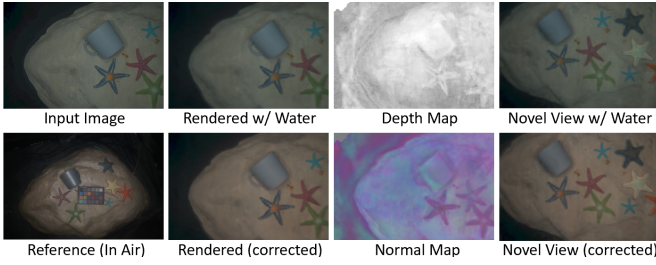 Input Image
Rendered w/ Water
Depth Map
Novel View w/ Water
Reference (In Air)
Rendered (corrected)
Normal Map
Novel View (corrected)